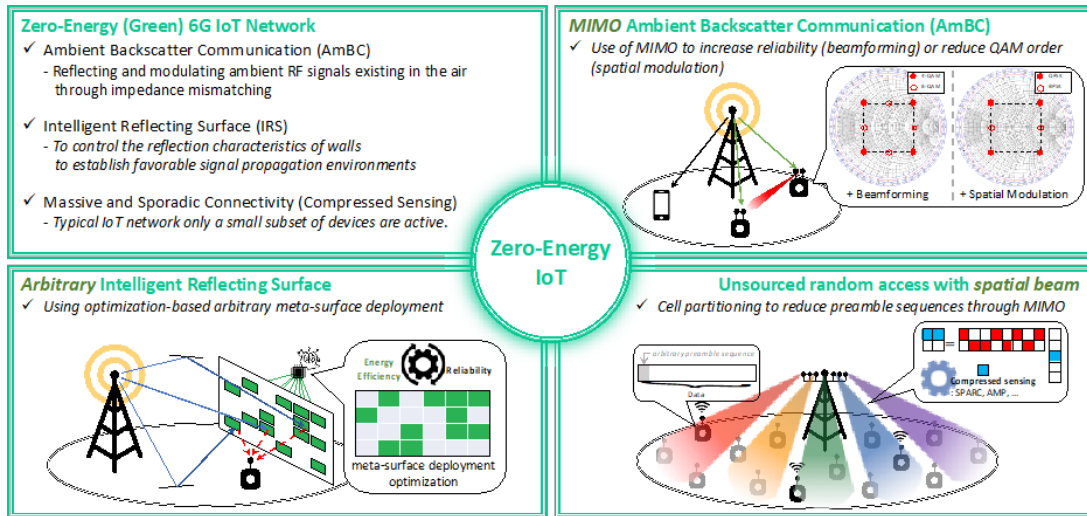 Zero-Energy (Green) 6G IoT Network
✓ Ambient Backscatter Communication (AmBC)
- Reflecting and modulating ambient RF signals existing in the air
through impedance mismatching
✓ Intelligent Reflecting Surface (IRS)
- To control the reflection characteristics of walls
to establish favorable signal propagation environments
✓ Massive and Sporadic Connectivity (Compressed Sensing)
- Typical IoT network only a small subset of devices are active.
MIMO Ambient Backscatter Communication (AmBC)
✓ Use of MIMO to increase reliability (beamforming) or reduce QAM order
(spatial modulation)
+ Beamforming
+ Spatial Modulation
Zero-Energy
IoT
Arbitrary Intelligent Reflecting Surface
✓ Using optimization-based arbitrary meta-surface deployment
Energy
Efficiency
Reliability
meta-surface deployment
optimization
Unsourced random access with spatial beam
✓ Cell partitioning to reduce preamble sequences through MIMO
arbitrary preamble sequence
Data
=
Compressed sensing
: SPARC, AMP, ...